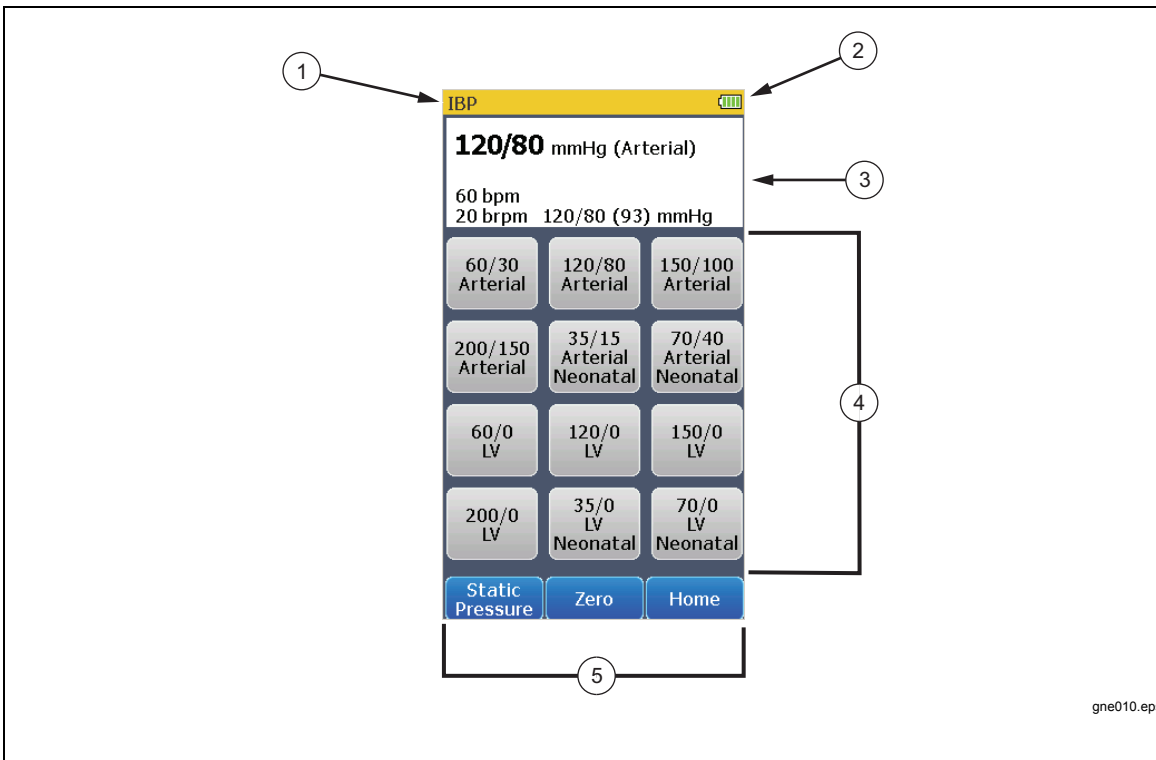 1
2
IBP
120/80 mmHg (Arterial)
3
60 bpm
20 brpm 120/80 (93) mmHg
60/30
Arterial
120/80
Arterial
150/100
Arterial
200/150
Arterial
35/15
Arterial
Neonatal
70/40
Arterial
Neonatal
4
60/0
LV
120/0
LV
150/0
LV
200/0
LV
35/0
LV
Neonatal
70/0
LV
Neonatal
Static
Pressure
Zero
Home
5
gne010.ep